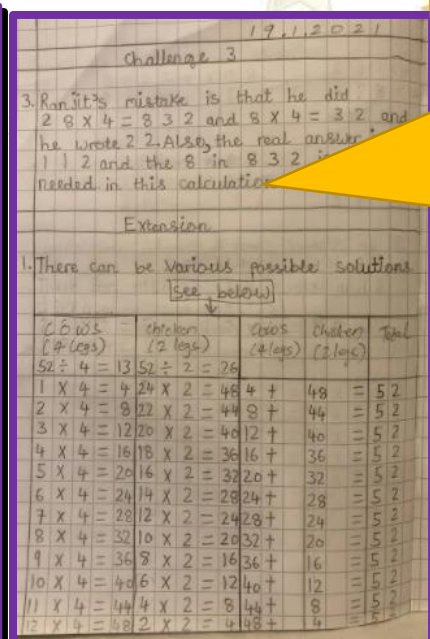 19.1.2021
Challenge 3
3. Ranjit's mistake is that he did
28 x 4 = 832 and 8 x 4 = 32 and
he wrote 22. Also, the real answer
112 and the 8 in 832
needed in this calculation
Extension
1. There can be various possible solutions
See below
Cows chicken Cows Chicken Total
(4 legs) (2 legs) (4 legs) (2 legs)
52 ÷ 4 = 13 52 ÷ 2 = 26
1 x 4 = 4 24 x 2 = 48 4 + 48 = 52
2 x 4 = 8 22 x 2 = 44 8 + 44 = 52
3 x 4 = 12 20 x 2 = 40 12 + 40 = 52
4 x 4 = 16 18 x 2 = 36 16 + 36 = 52
5 x 4 = 20 16 x 2 = 32 20 + 32 = 52
6 x 4 = 24 14 x 2 = 28 24 + 28 = 52
7 x 4 = 28 12 x 2 = 24 28 + 24 = 52
8 x 4 = 32 10 x 2 = 20 32 + 20 = 52
9 x 4 = 36 8 x 2 = 16 36 + 16 = 52
10 x 4 = 40 6 x 2 = 12 40 + 12 = 52
11 x 4 = 44 4 x 2 = 8 44 + 8 = 52
12 x 4 = 48 2 x 2 = 4 48 + 4 = 52